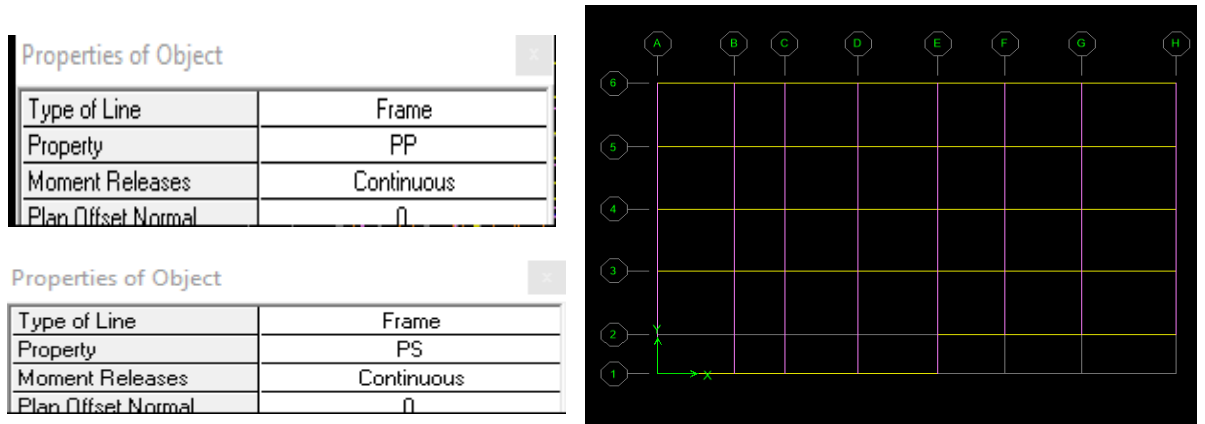 Properties of Object
x
Type of Line Frame
Property PP
Moment Releases Continuous
Plan Offset Normal 0
Properties of Object
x
Type of Line Frame
Property PS
Moment Releases Continuous
Plan Offset Normal 0
A B C D E F G H
6
5
4
3
2
Y
1
X